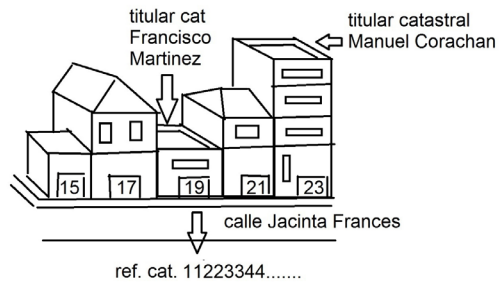 titular cat
Francisco
Martinez
titular catastral
Manuel Corachan
15 17 19 21 23
calle Jacinta Frances
ref. cat. 11223344.......